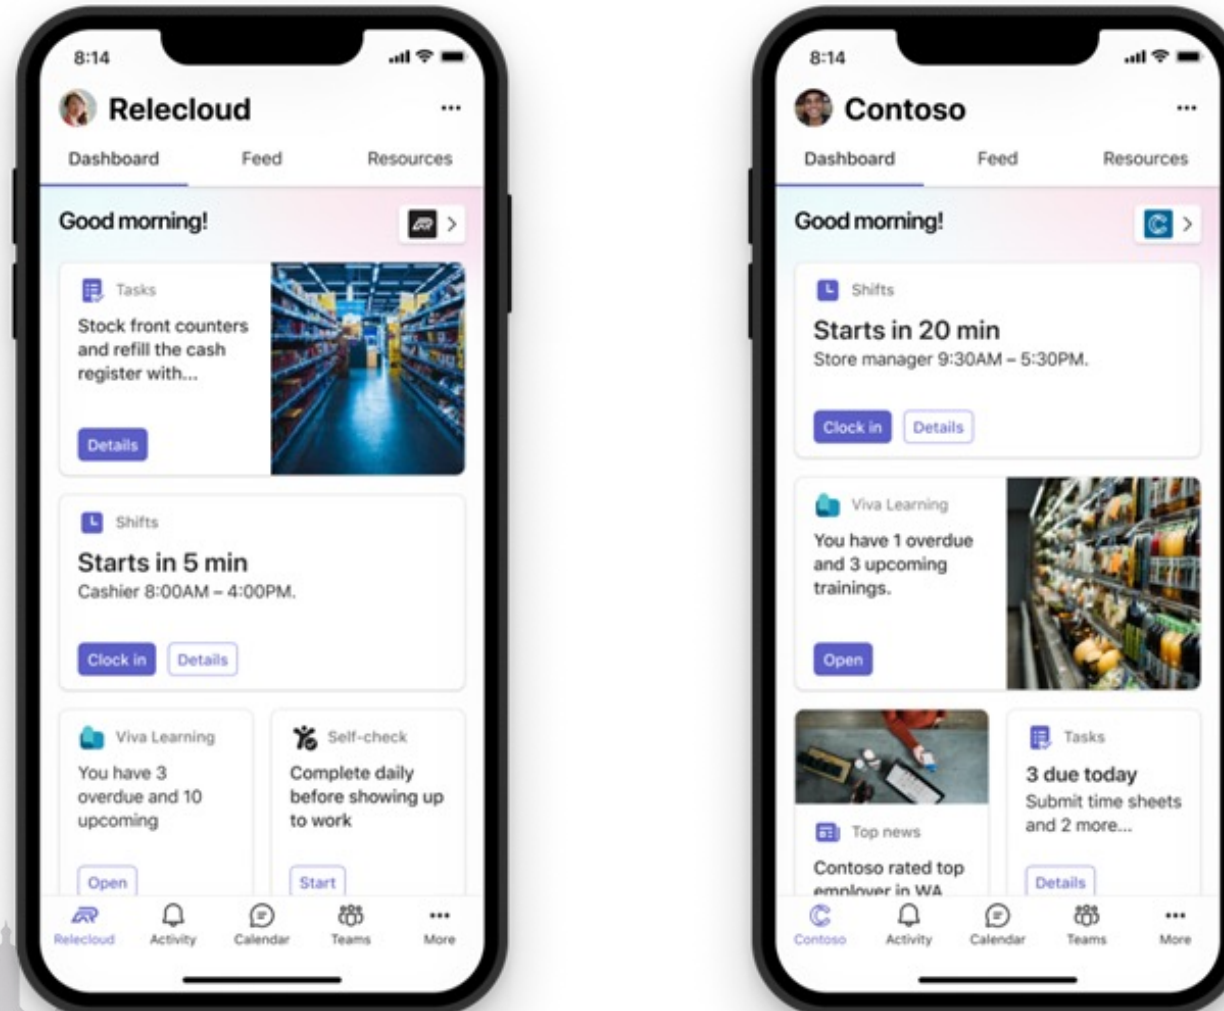 8:14
Relecloud
Dashboard Feed Resources
Good morning!
Tasks
Stock front counters
and refill the cash
register with...
Details
Shifts
Starts in 5 min
Cashier 8:00AM – 4:00PM.
Clock in Details
Viva Learning
You have 3
overdue and 10
upcoming
Open
Self-check
Complete daily
before showing up
to work
Start
Relecloud Activity Calendar Teams More
8:14
Contoso
Dashboard Feed Resources
Good morning!
Shifts
Starts in 20 min
Store manager 9:30AM – 5:30PM.
Clock in Details
Viva Learning
You have 1 overdue
and 3 upcoming
trainings.
Open
Top news
Contoso rated top
employer in WA
Tasks
3 due today
Submit time sheets
and 2 more...
Details
Contoso Activity Calendar Teams More